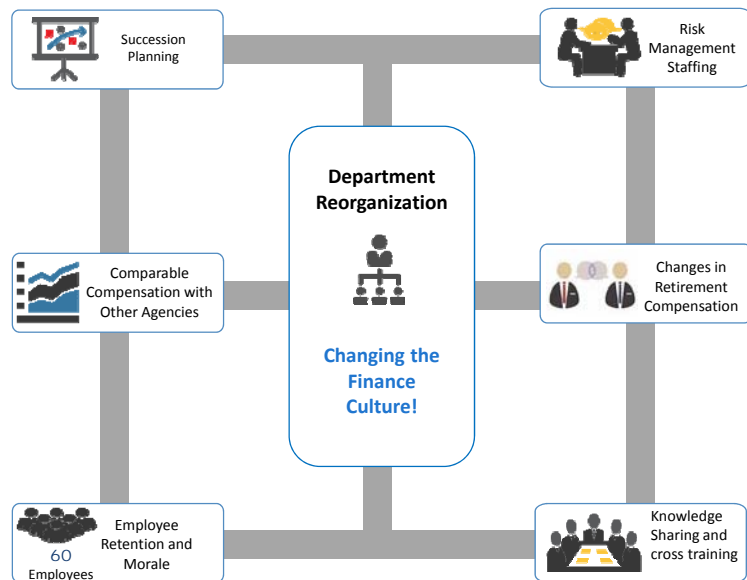 Succession
Planning
Risk
Management
Staffing
Department
Reorganization
Comparable
Compensation with
Other Agencies
Changes in
Retirement
Compensation
Changing the
Finance
Culture!
60
Employees
Employee
Retention and
Morale
Knowledge
Sharing and
cross training